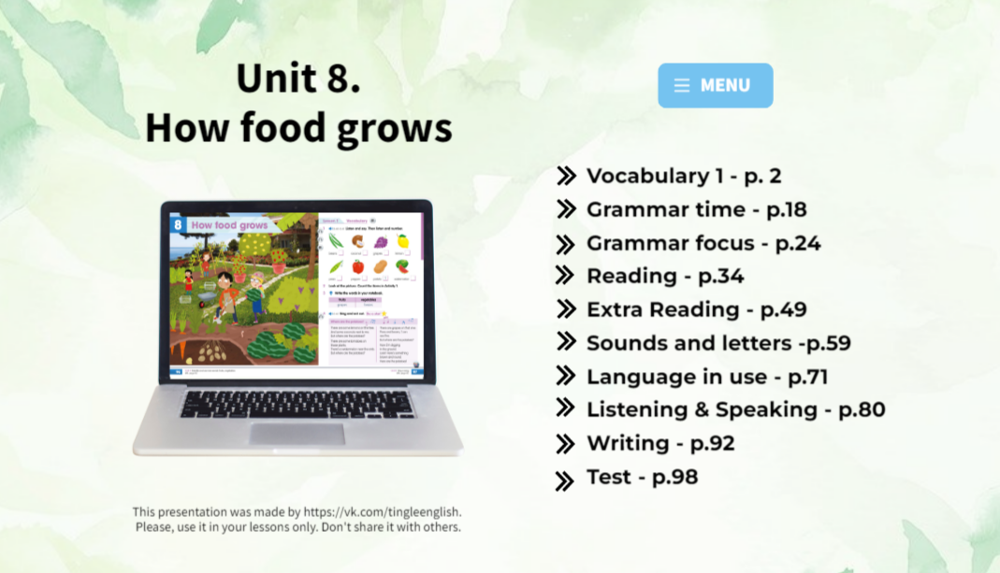 Unit 8.
How food grows
MENU
Vocabulary 1 - p. 2
Grammar time - p.18
Grammar focus - p.24
Reading - p.34
Extra Reading - p.49
Sounds and letters -p.59
Language in use - p.71
Listening & Speaking - p.80
Writing - p.92
Test - p.98
8 How food grows
This presentation was made by https://vk.com/tingleenglish.
Please, use it in your lessons only. Don't share it with others.